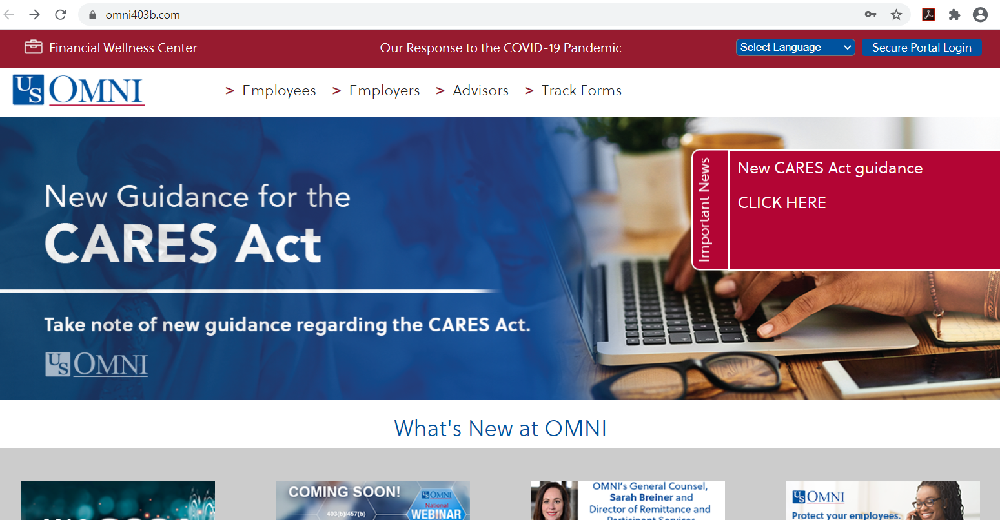 omni403b.com
Financial Wellness Center
Our Response to the COVID-19 Pandemic
Select Language
Secure Portal Login
US OMNI
> Employees
> Employers
> Advisors
> Track Forms
New Guidance for the
CARES Act
Take note of new guidance regarding the CARES Act.
US OMNI
Important News
New CARES Act guidance
CLICK HERE
What's New at OMNI
COMING SOON!
US OMNI
National
403(b)/457(b)
WEBINAR
OMNI's General Counsel,
Sarah Breiner and
Director of Remittance and
Participant Services
US OMNI
Protect your employees.